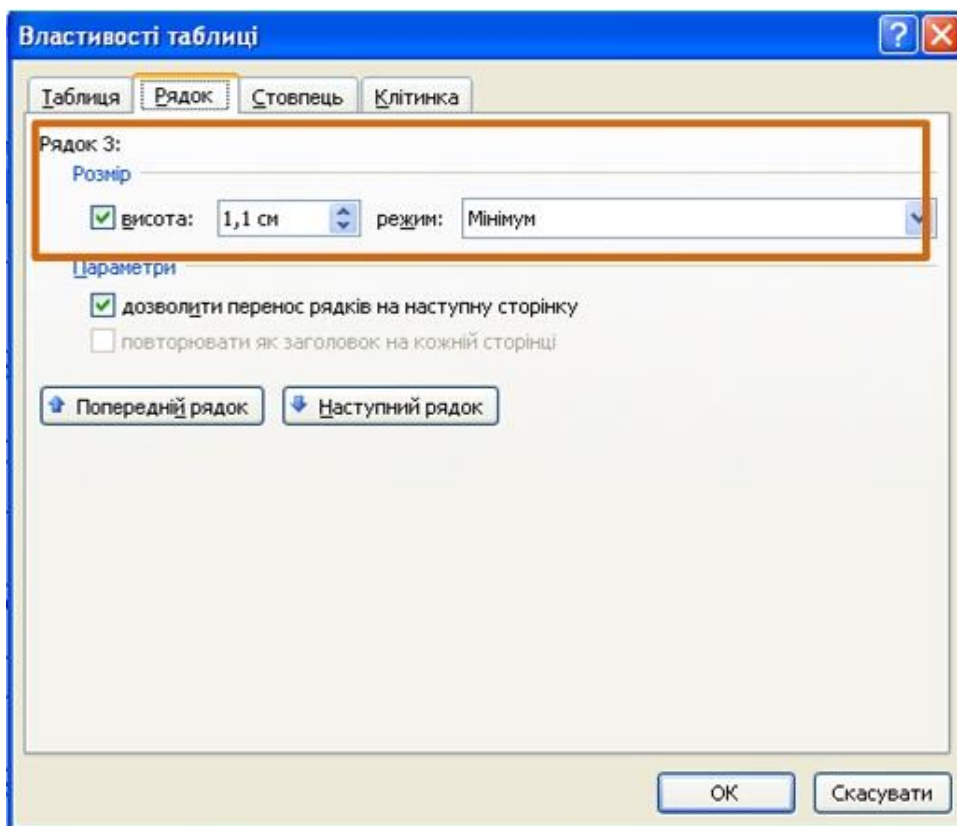 Властивості таблиці
Таблиця Рядок Стовпець Клітинка
Рядок 3:
Розмір
висота: 1,1 см режим: Мінімум
Параметри
дозволити перенос рядків на наступну сторінку
повторювати як заголовок на кожній сторінці
Попередній рядок Наступний рядок
ОК Скасувати